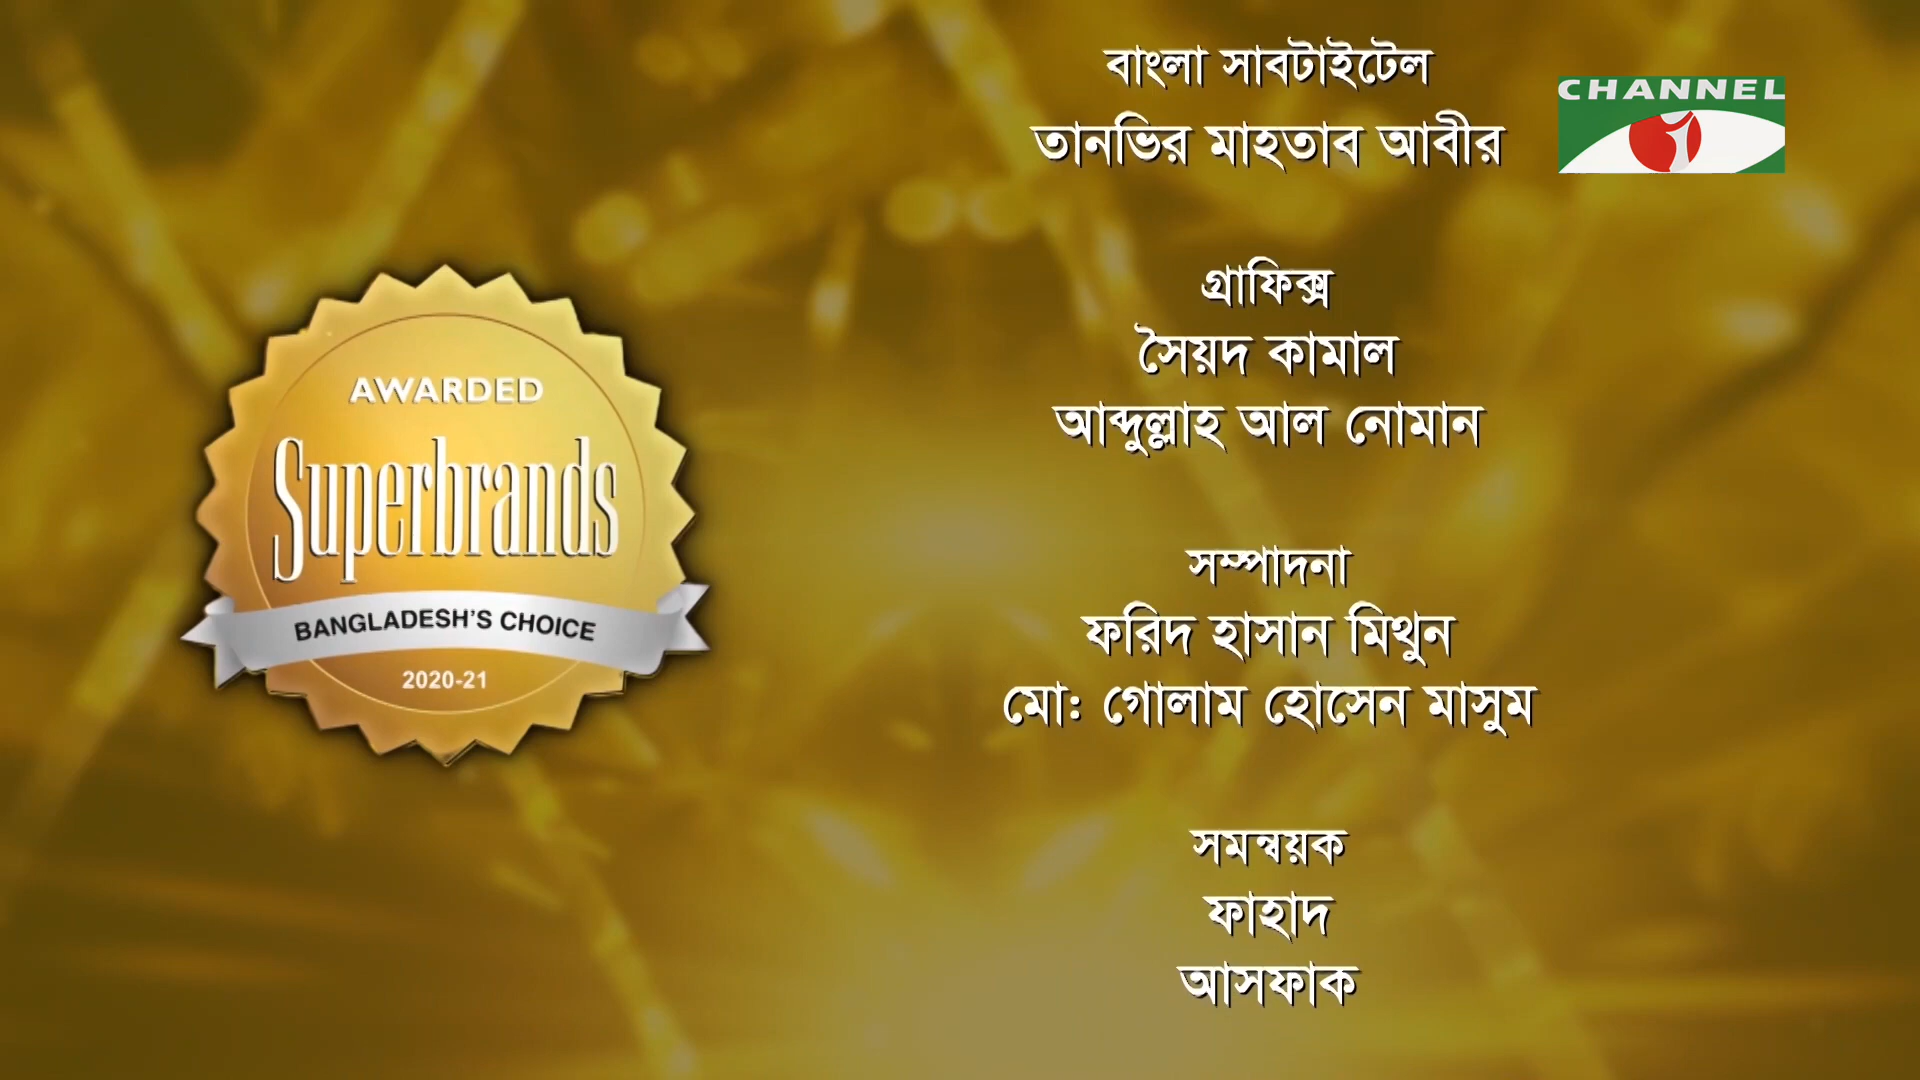 বাংলা সাবটাইটেল
তানভির মাহতাব আবীর
CHANNEL
i
গ্রাফিক্স
সৈয়দ কামাল
আব্দুল্লাহ আল নোমান
AWARDED
Superbrands
BANGLADESH'S CHOICE
2020-21
সম্পাদনা
ফরিদ হাসান মিথুন
মো: গোলাম হোসেন মাসুম
সমন্বয়ক
ফাহাদ
আসফাক